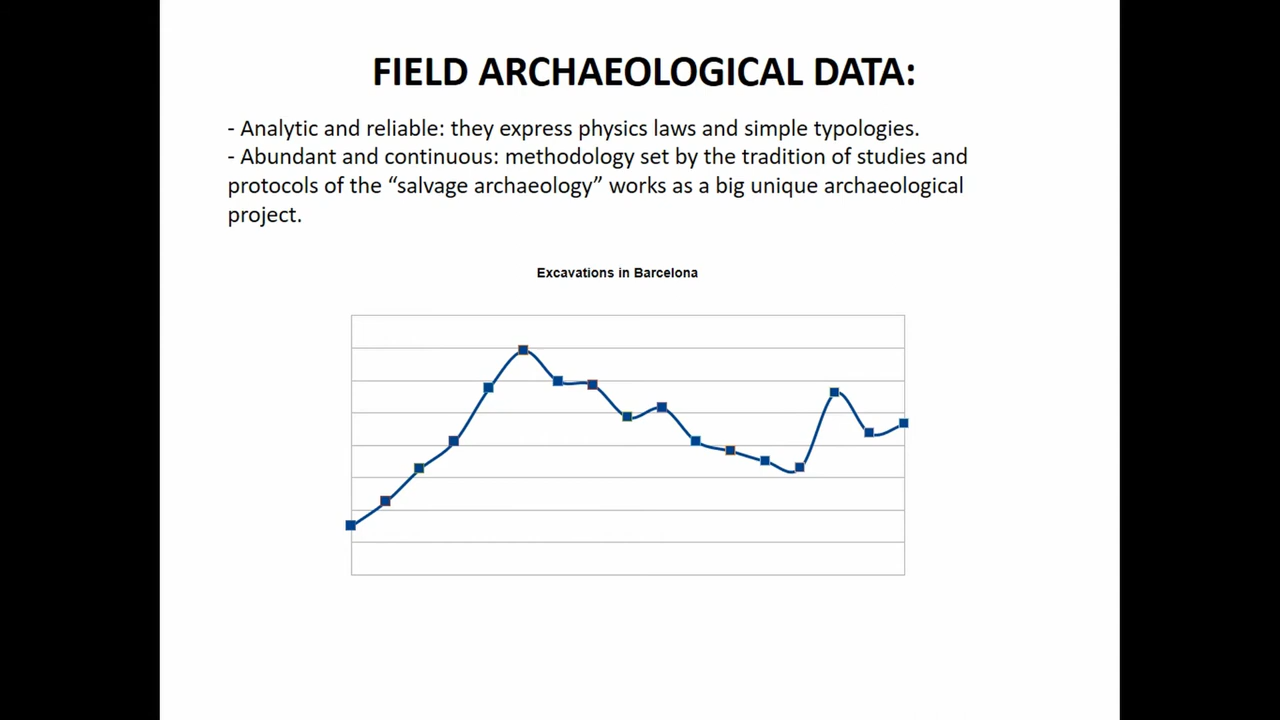 FIELD ARCHAEOLOGICAL DATA:
- Analytic and reliable: they express physics laws and simple typologies.
- Abundant and continuous: methodology set by the tradition of studies and
protocols of the “salvage archaeology” works as a big unique archaeological
project.
Excavations in Barcelona